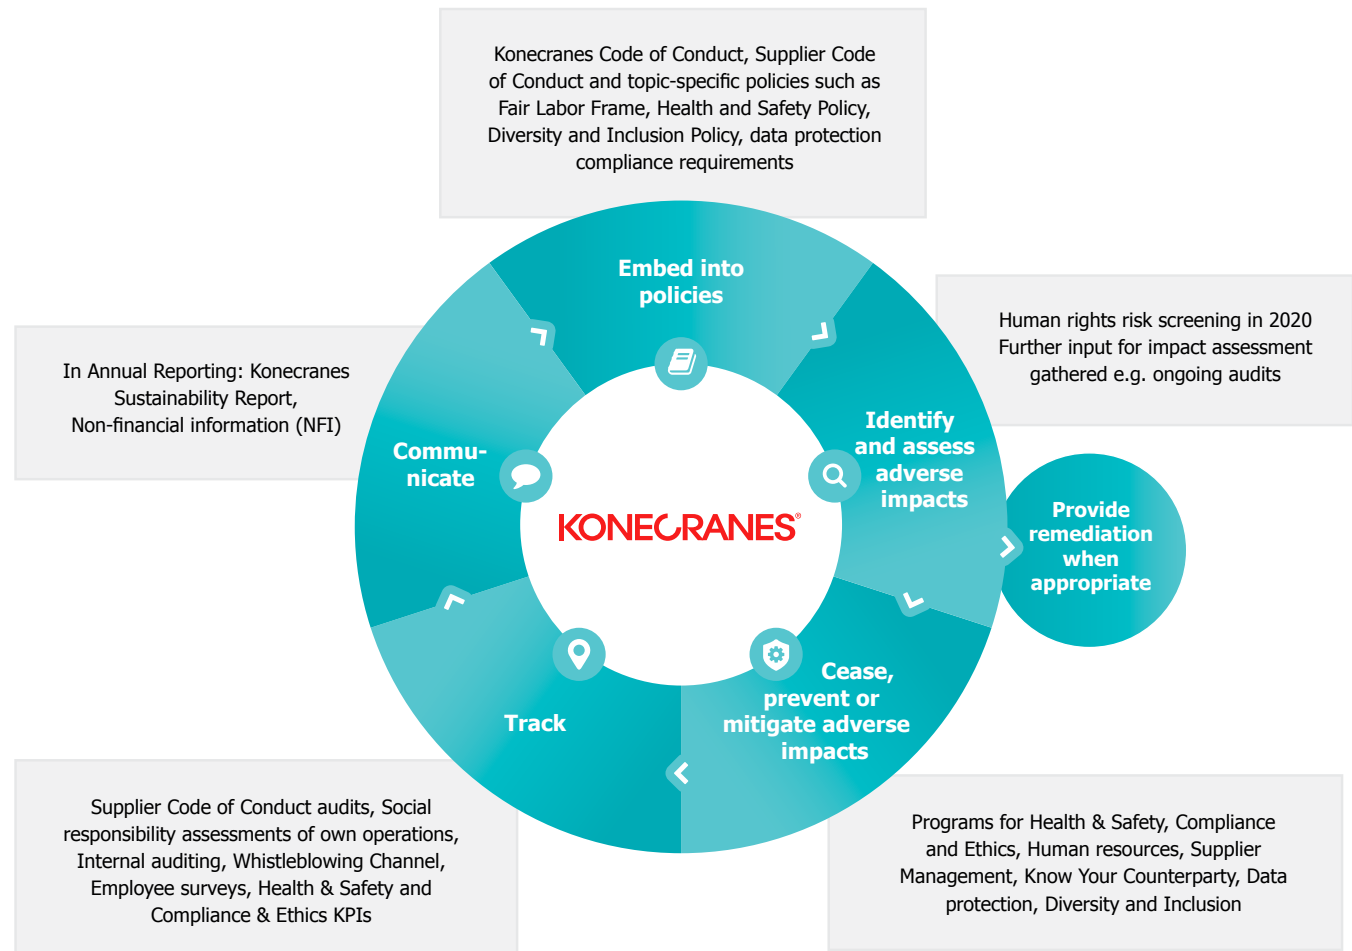 Konecranes Code of Conduct, Supplier Code
of Conduct and topic-specific policies such as
Fair Labor Frame, Health and Safety Policy,
Diversity and Inclusion Policy, data protection
compliance requirements
Embed into
policies
Human rights risk screening in 2020
Further input for impact assessment
gathered e.g. ongoing audits
Identify
and assess
adverse
impacts
Provide
remediation
when
appropriate
Cease,
prevent or
mitigate adverse
impacts
Programs for Health & Safety, Compliance
and Ethics, Human resources, Supplier
Management, Know Your Counterparty, Data
protection, Diversity and Inclusion
Track
Supplier Code of Conduct audits, Social
responsibility assessments of own operations,
Internal auditing, Whistleblowing Channel,
Employee surveys, Health & Safety and
Compliance & Ethics KPIs
Commu-
nicate
In Annual Reporting: Konecranes
Sustainability Report,
Non-financial information (NFI)
KONECRANES®